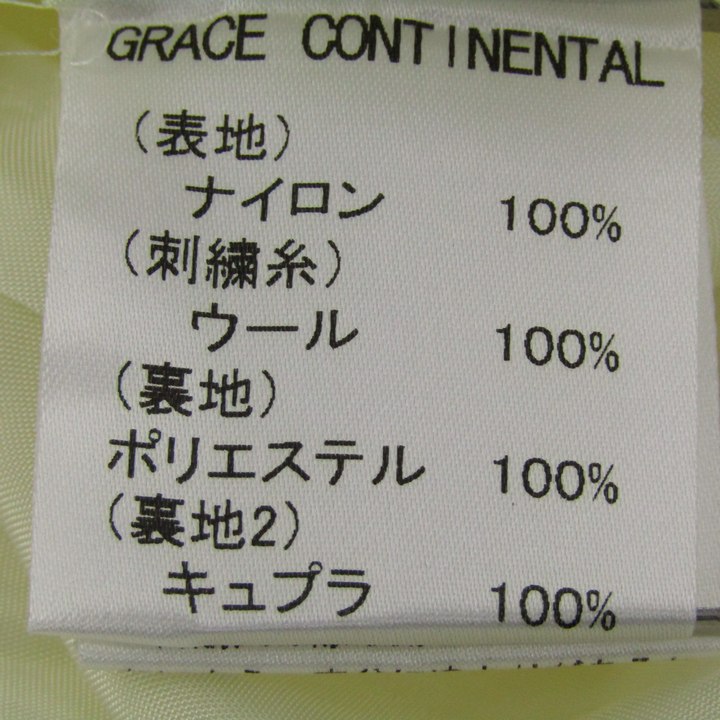 GRACE CONTINENTAL
(表地)
ナイロン 100%
(刺繍糸)
ウール 100%
(裏地)
ポリエステル 100%
(裏地2)
キュプラ 100%